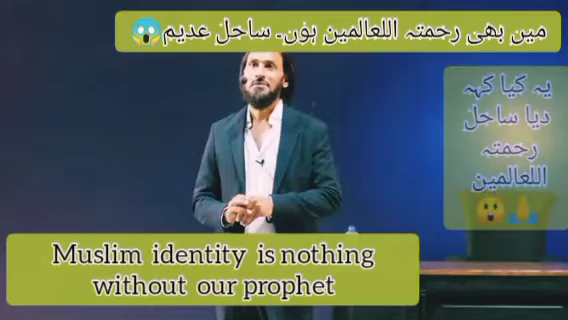 میں بھی رحمتہ اللعالمین ہوں۔ ساحل عدیم😱
یہ کیا کہہ
دیا ساحل
رحمتہ
اللعالمین
😲🙏
Muslim identity is nothing
without our prophet